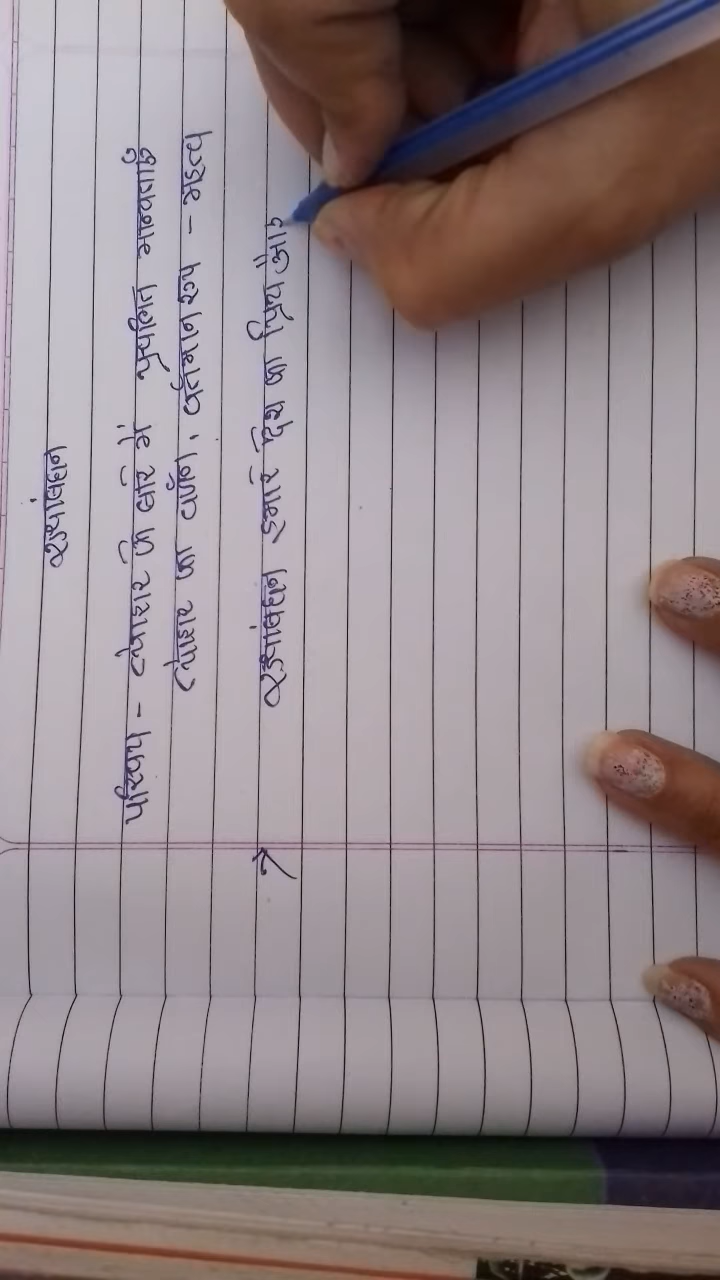 रक्षाबंधन
परिचय - त्योहार के बारे में प्रचलित मान्यताएँ
त्योहार का वर्णन, वर्तमान रूप - महत्व
रक्षाबंधन हमारे देश का प्रिय और